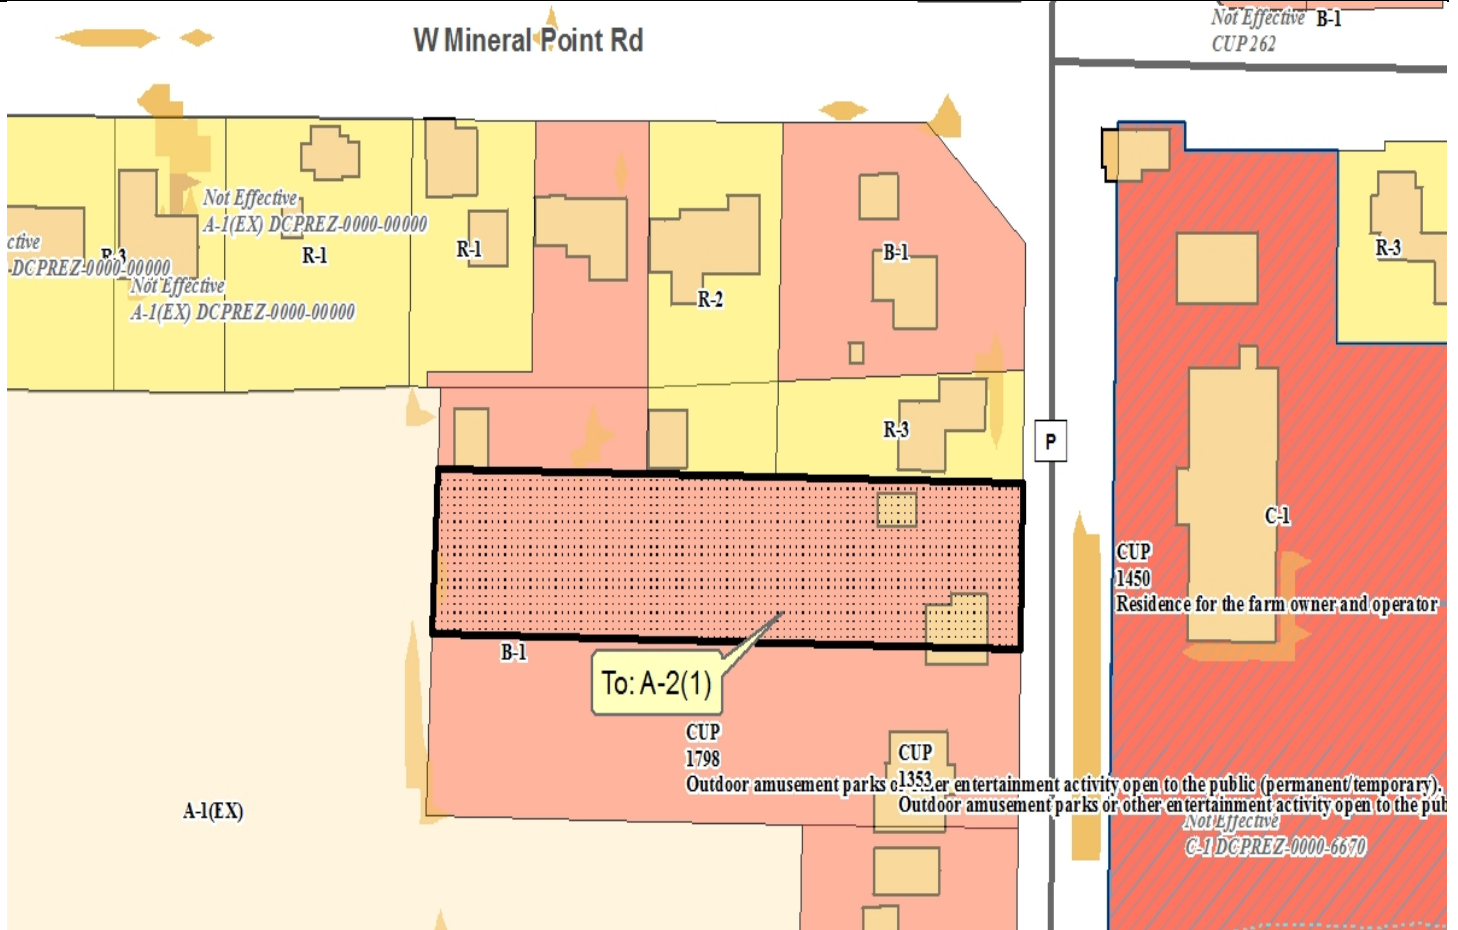 Not Effective
CUP 262
B-1
W Mineral Point Rd
Not Effective
A-1(EX) DCPREZ-0000-00000
ctive
-DCPREZ-0000-00000
R-3
R-1
R-1
Not Effective
A-1(EX) DCPREZ-0000-00000
R-2
B-1
R-3
R-3
P
C-1
CUP
1450
Residence for the farm owner and operator
B-1
To: A-2(1)
CUP
1798
Outdoor amusement parks or other entertainment activity open to the public (permanent/temporary).
CUP
1353
Outdoor amusement parks or other entertainment activity open to the pub
Not Effective
C-1 DCPREZ-0000-6670
A-1(EX)